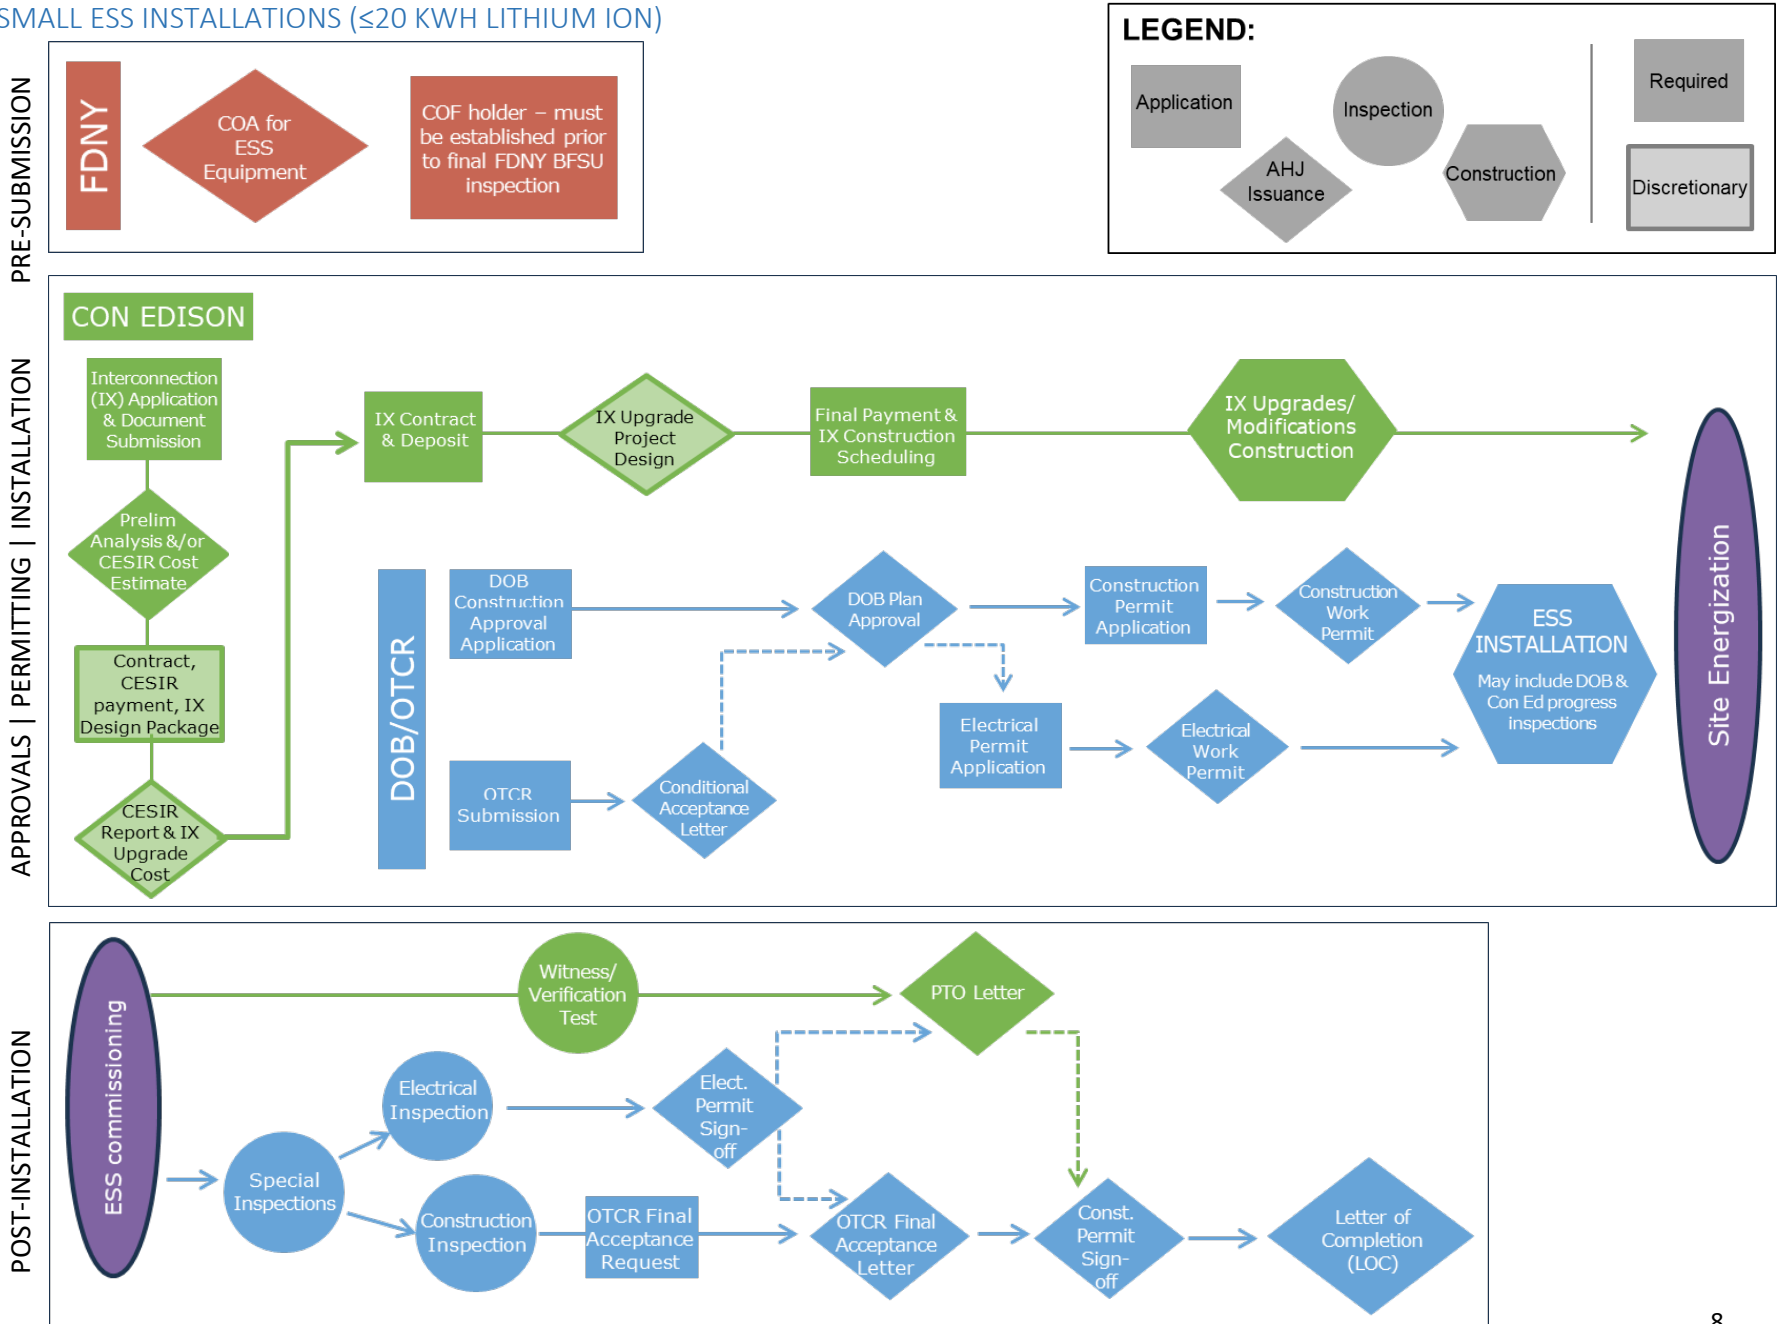 SMALL ESS INSTALLATIONS (≤20 KWH LITHIUM ION)
LEGEND:
Application
Inspection
AHJ
Issuance
Construction
Required
Discretionary
PRE-SUBMISSION
FDNY
COA for
ESS
Equipment
COF holder – must
be established prior
to final FDNY BFSU
inspection
APPROVALS | PERMITTING | INSTALLATION
CON EDISON
Interconnection
(IX) Application
& Document
Submission
Prelim
Analysis &/or
CESIR Cost
Estimate
Contract,
CESIR
payment, IX
Design Package
CESIR
Report & IX
Upgrade
Cost
IX Contract
& Deposit
IX Upgrade
Project
Design
Final Payment &
IX Construction
Scheduling
IX Upgrades/
Modifications
Construction
DOB/OTCR
DOB
Construction
Approval
Application
DOB Plan
Approval
Construction
Permit
Application
Construction
Work
Permit
ESS
INSTALLATION
May include DOB &
Con Ed progress
inspections
OTCR
Submission
Conditional
Acceptance
Letter
Electrical
Permit
Application
Electrical
Work
Permit
Site Energization
POST-INSTALLATION
ESS commissioning
Witness/
Verification
Test
PTO Letter
Special
Inspections
Electrical
Inspection
Elect.
Permit
Sign-
off
Construction
Inspection
OTCR Final
Acceptance
Request
OTCR Final
Acceptance
Letter
Const.
Permit
Sign-
off
Letter of
Completion
(LOC)
8